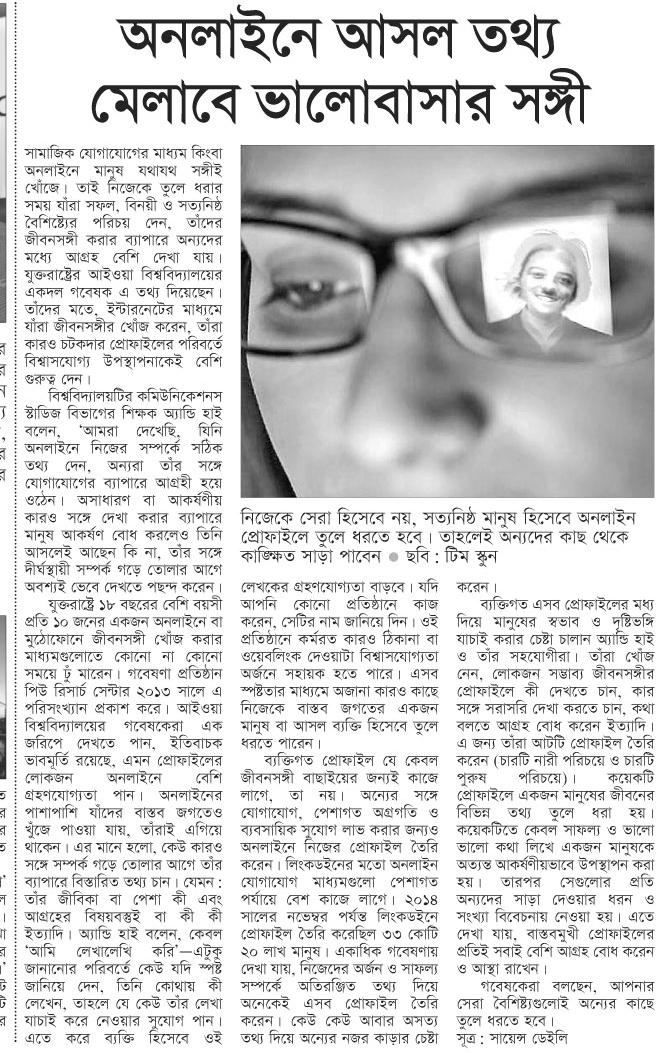 অনলাইনে আসল তথ্য
মেলাবে ভালোবাসার সঙ্গী
সামাজিক যোগাযোগের মাধ্যম কিংবা
অনলাইনে মানুষ যথাযথ সঙ্গীই
খোঁজে। তাই নিজেকে তুলে ধরার
সময় যাঁরা সফল, বিনয়ী ও সত্যনিষ্ঠ
বৈশিষ্ট্যের পরিচয় দেন, তাঁদের
জীবনসঙ্গী করার ব্যাপারে অন্যদের
মধ্যে আগ্রহ বেশি দেখা যায়।
যুক্তরাষ্ট্রের আইওয়া বিশ্ববিদ্যালয়ের
একদল গবেষক এ তথ্য দিয়েছেন।
তাঁদের মতে, ইন্টারনেটের মাধ্যমে
যাঁরা জীবনসঙ্গীর খোঁজ করেন, তাঁরা
কারও চটকদার প্রোফাইলের পরিবর্তে
বিশ্বাসযোগ্য উপস্থাপনাকেই বেশি
গুরুত্ব দেন।
বিশ্ববিদ্যালয়টির কমিউনিকেশনস
স্টাডিজ বিভাগের শিক্ষক অ্যান্ডি হাই
বলেন, ‘আমরা দেখেছি, যিনি
অনলাইনে নিজের সম্পর্কে সঠিক
তথ্য দেন, অন্যরা তাঁর সঙ্গে
যোগাযোগের ব্যাপারে আগ্রহী হয়ে
ওঠেন। অসাধারণ বা আকর্ষণীয়
কারও সঙ্গে দেখা করার ব্যাপারে
মানুষ আকর্ষণ বোধ করলেও তিনি
আসলেই আছেন কি না, তাঁর সঙ্গে
দীর্ঘস্থায়ী সম্পর্ক গড়ে তোলার আগে
অবশ্যই ভেবে দেখতে পছন্দ করেন।
যুক্তরাষ্ট্রে ১৮ বছরের বেশি বয়সী
প্রতি ১০ জনের একজন অনলাইনে বা
মুঠোফোনে জীবনসঙ্গী খোঁজ করার
মাধ্যমগুলোতে কোনো না কোনো
সময়ে ঢুঁ মারেন। গবেষণা প্রতিষ্ঠান
পিউ রিসার্চ সেন্টার ২০১৩ সালে এ
পরিসংখ্যান প্রকাশ করে। আইওয়া
বিশ্ববিদ্যালয়ের গবেষকেরা এক
জরিপে দেখতে পান, ইতিবাচক
ভাবমূর্তি রয়েছে, এমন প্রোফাইলের
লোকজন অনলাইনে বেশি
গ্রহণযোগ্যতা পান। অনলাইনের
পাশাপাশি যাঁদের বাস্তব জগতেও
খুঁজে পাওয়া যায়, তাঁরাই এগিয়ে
থাকেন। এর মানে হলো, কেউ কারও
সঙ্গে সম্পর্ক গড়ে তোলার আগে তাঁর
ব্যাপারে বিস্তারিত তথ্য চান। যেমন :
তাঁর জীবিকা বা পেশা কী এবং
আগ্রহের বিষয়বস্তুই বা কী কী
ইত্যাদি। অ্যান্ডি হাই বলেন, কেবল
‘আমি লেখালেখি করি’—এটুকু
জানানোর পরিবর্তে কেউ যদি স্পষ্ট
জানিয়ে দেন, তিনি কোথায় কী
লেখেন, তাহলে যে কেউ তাঁর লেখা
যাচাই করে নেওয়ার সুযোগ পান।
এতে করে ব্যক্তি হিসেবে ওই
নিজেকে সেরা হিসেবে নয়, সত্যনিষ্ঠ মানুষ হিসেবে অনলাইন
প্রোফাইলে তুলে ধরতে হবে। তাহলেই অন্যদের কাছ থেকে
কাঙ্ক্ষিত সাড়া পাবেন ● ছবি : টিম স্কুন
লেখকের গ্রহণযোগ্যতা বাড়বে। যদি
আপনি কোনো প্রতিষ্ঠানে কাজ
করেন, সেটির নাম জানিয়ে দিন। ওই
প্রতিষ্ঠানে কর্মরত কারও ঠিকানা বা
ওয়েবলিংক দেওয়াটা বিশ্বাসযোগ্যতা
অর্জনে সহায়ক হতে পারে। এসব
স্পষ্টতার মাধ্যমে অজানা কারও কাছে
নিজেকে বাস্তব জগতের একজন
মানুষ বা আসল ব্যক্তি হিসেবে তুলে
ধরতে পারেন।
ব্যক্তিগত প্রোফাইল যে কেবল
জীবনসঙ্গী বাছাইয়ের জন্যই কাজে
লাগে, তা নয়। অন্যের সঙ্গে
যোগাযোগ, পেশাগত অগ্রগতি ও
ব্যবসায়িক সুযোগ লাভ করার জন্যও
অনলাইনে নিজের প্রোফাইল তৈরি
করেন। লিংকডইনের মতো অনলাইন
যোগাযোগ মাধ্যমগুলো পেশাগত
পর্যায়ে বেশ কাজে লাগে। ২০১৪
সালের নভেম্বর পর্যন্ত লিংকডইনে
প্রোফাইল তৈরি করেছিল ৩৩ কোটি
২০ লাখ মানুষ। একাধিক গবেষণায়
দেখা যায়, নিজেদের অর্জন ও সাফল্য
সম্পর্কে অতিরঞ্জিত তথ্য দিয়ে
অনেকেই এসব প্রোফাইল তৈরি
করেন। কেউ কেউ আবার অসত্য
তথ্য দিয়ে অন্যের নজর কাড়ার চেষ্টা
করেন।
ব্যক্তিগত এসব প্রোফাইলের মধ্য
দিয়ে মানুষের স্বভাব ও দৃষ্টিভঙ্গি
যাচাই করার চেষ্টা চালান অ্যান্ডি হাই
ও তাঁর সহযোগীরা। তাঁরা খোঁজ
নেন, লোকজন সম্ভাব্য জীবনসঙ্গীর
প্রোফাইলে কী দেখতে চান, কার
সঙ্গে সরাসরি দেখা করতে চান, কথা
বলতে আগ্রহ বোধ করেন ইত্যাদি।
এ জন্য তাঁরা আটটি প্রোফাইল তৈরি
করেন (চারটি নারী পরিচয়ে ও চারটি
পুরুষ পরিচয়ে)। কয়েকটি
প্রোফাইলে একজন মানুষের জীবনের
বিভিন্ন তথ্য তুলে ধরা হয়।
কয়েকটিতে কেবল সাফল্য ও ভালো
ভালো কথা লিখে একজন মানুষকে
অত্যন্ত আকর্ষণীয়ভাবে উপস্থাপন করা
হয়। তারপর সেগুলোর প্রতি
অন্যদের সাড়া দেওয়ার ধরন ও
সংখ্যা বিবেচনায় নেওয়া হয়। এতে
দেখা যায়, বাস্তবমুখী প্রোফাইলের
প্রতিই সবাই বেশি আগ্রহ বোধ করেন
ও আস্থা রাখেন।
গবেষকেরা বলছেন, আপনার
সেরা বৈশিষ্ট্যগুলোই অন্যের কাছে
তুলে ধরতে হবে।
সূত্র : সায়েন্স ডেইলি